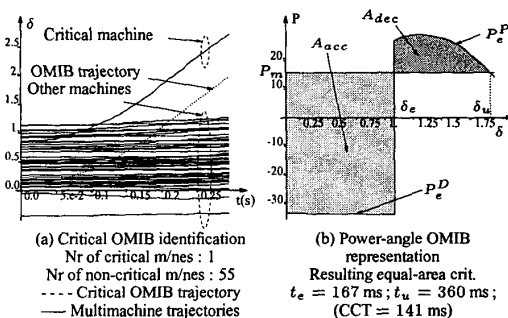 δ
2.5
Critical machine
2.0
OMIB trajectory
Other machines
1.5
1.0
0.5
0.0
0.0 5.e-2 0.1 0.15 0.2 0.25 t(s)
(a) Critical OMIB identification
Nr of critical m/nes : 1
Nr of non-critical m/nes : 55
---- Critical OMIB trajectory
—— Multimachine trajectories
P
A_dec
P_e^P
20
A_acc
P_m
10
δ_e δ_u
0.25 0.5 0.75 1 1.25 1.5 1.75 δ
-10
-20
-30
P_e^D
(b) Power-angle OMIB
representation
Resulting equal-area crit.
t_e = 167 ms ; t_u = 360 ms ;
(CCT = 141 ms)